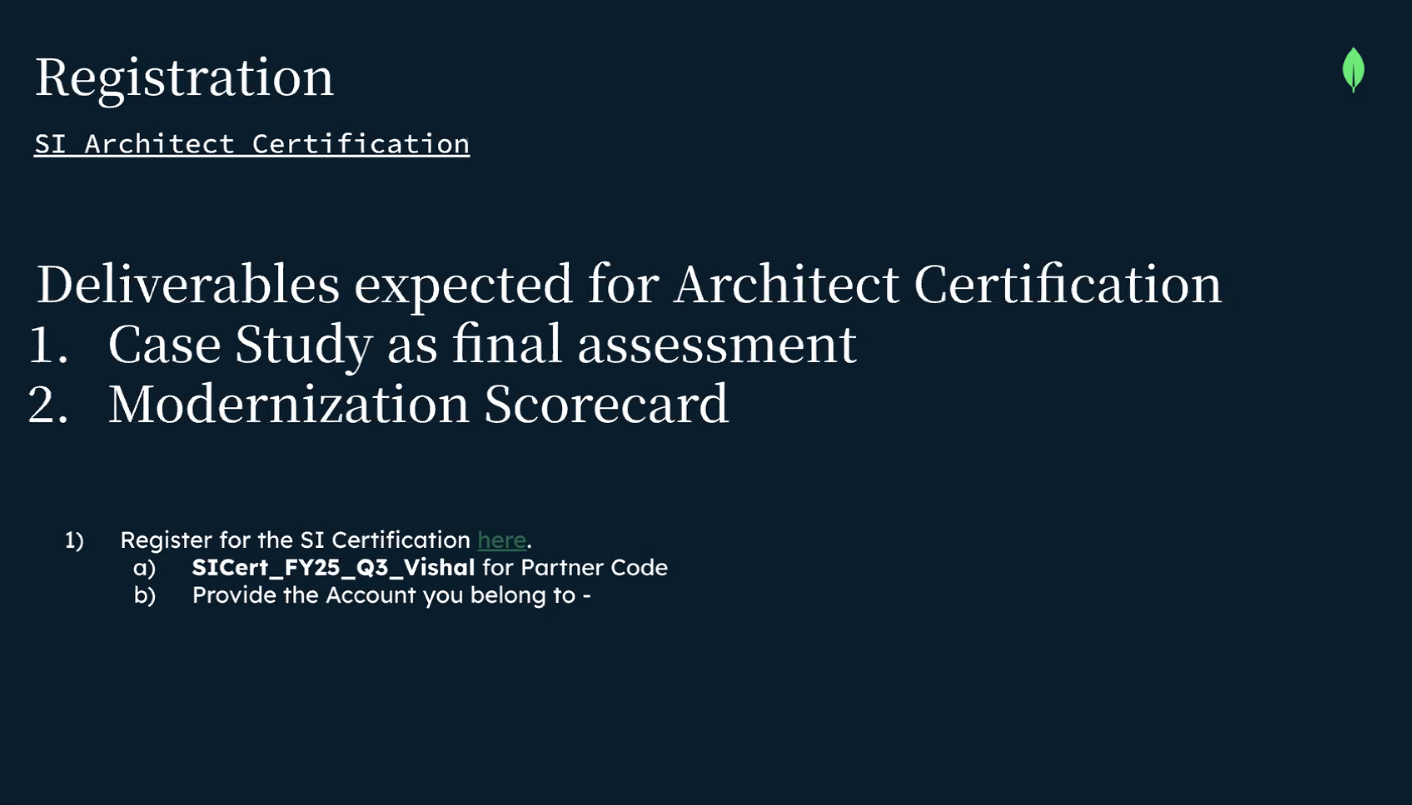 Registration
SI Architect Certification
Deliverables expected for Architect Certification
1. Case Study as final assessment
2. Modernization Scorecard
1) Register for the SI Certification here.
a) SICert_FY25_Q3_Vishal for Partner Code
b) Provide the Account you belong to -